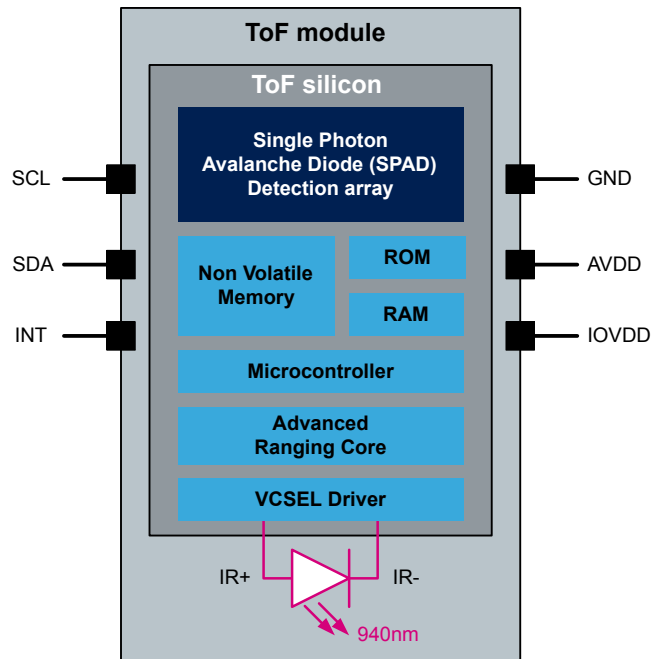 ToF module
ToF silicon
Single Photon
Avalanche Diode (SPAD)
Detection array
SCL
GND
SDA
AVDD
Non Volatile
Memory
ROM
RAM
INT
IOVDD
Microcontroller
Advanced
Ranging Core
VCSEL Driver
IR+
IR-
940nm